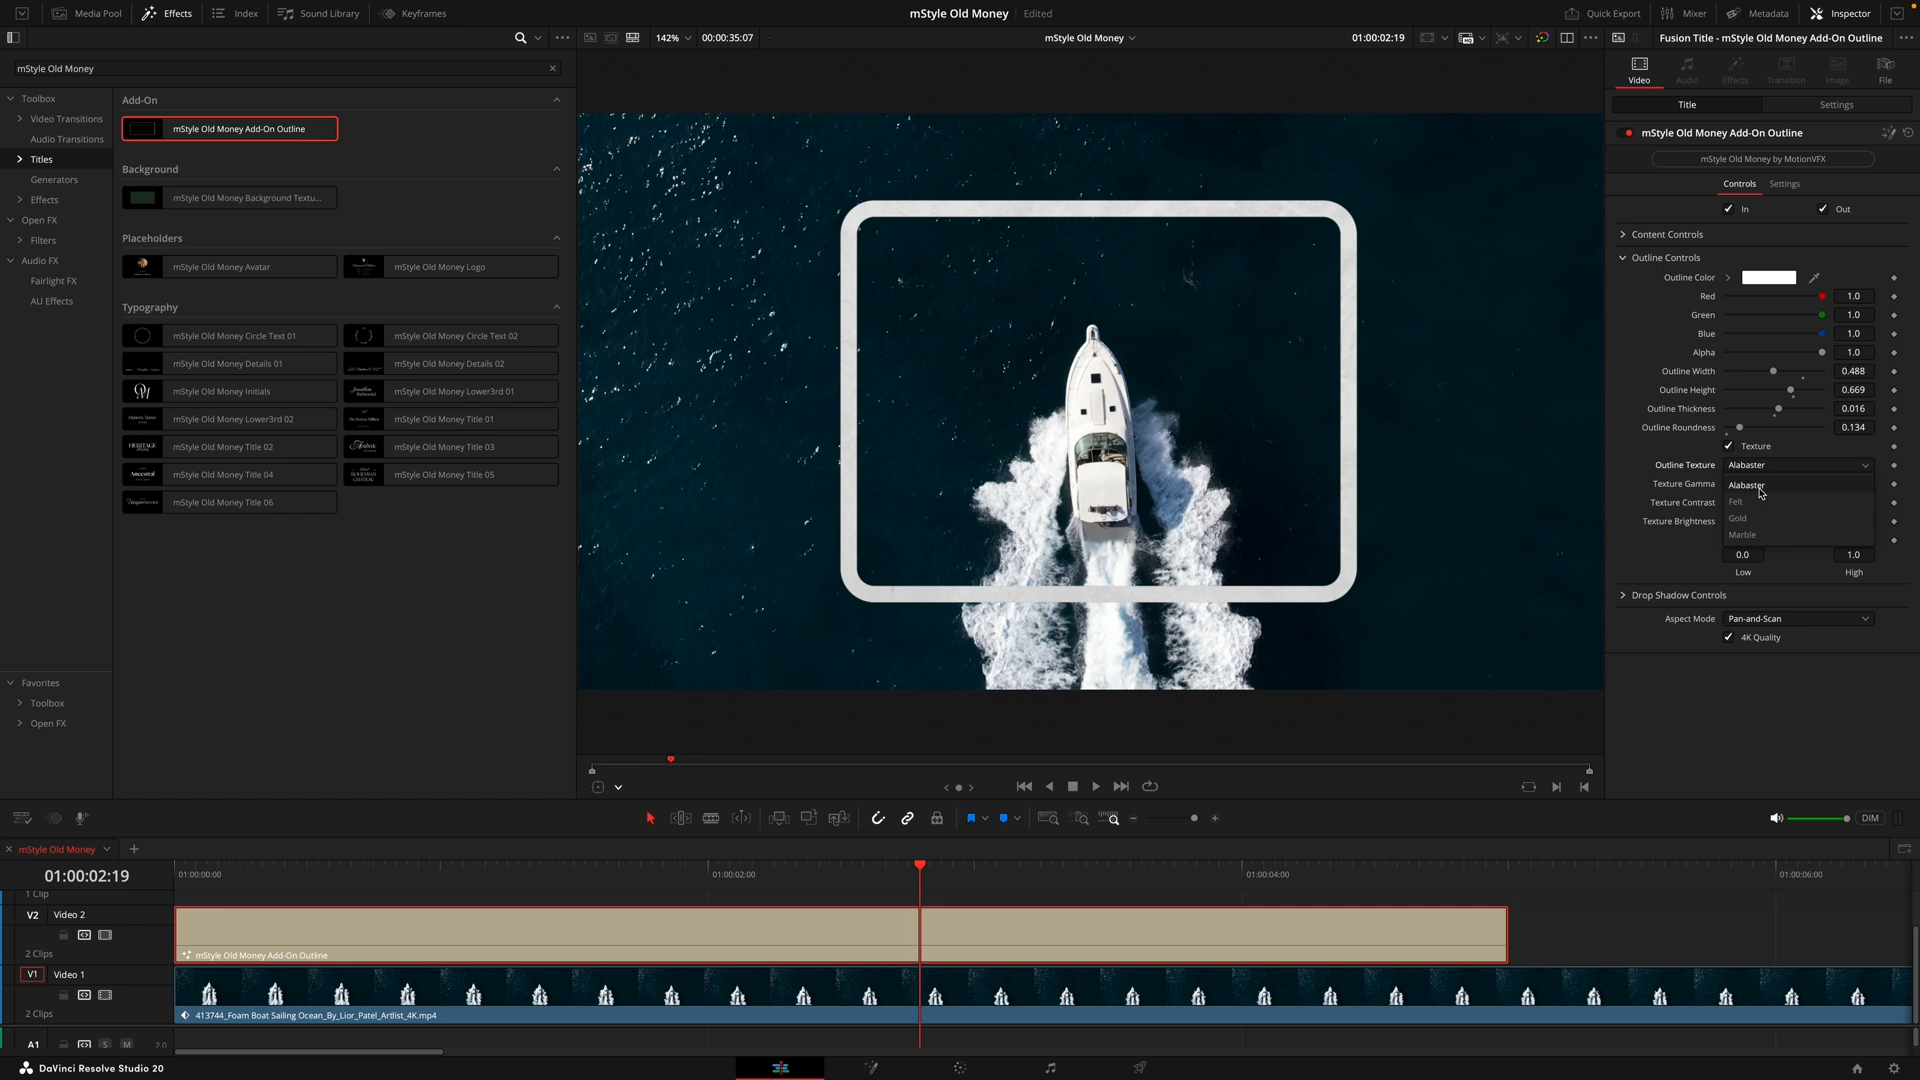 Media Pool
Effects
Index
Sound Library
Keyframes
mStyle Old Money
Edited
Quick Export
Mixer
Metadata
Inspector
142%
00:00:35:07
mStyle Old Money
01:00:02:19
Fusion Title - mStyle Old Money Add-On Outline
mStyle Old Money
Toolbox
Video Transitions
Audio Transitions
Titles
Generators
Effects
Open FX
Filters
Audio FX
Fairlight FX
AU Effects
Favorites
Toolbox
Open FX
Add-On
mStyle Old Money Add-On Outline
Background
mStyle Old Money Background Textu...
Placeholders
mStyle Old Money Avatar
mStyle Old Money Logo
Typography
mStyle Old Money Circle Text 01
mStyle Old Money Circle Text 02
mStyle Old Money Details 01
mStyle Old Money Details 02
mStyle Old Money Initials
mStyle Old Money Lower3rd 01
mStyle Old Money Lower3rd 02
mStyle Old Money Title 01
HERITAGE
mStyle Old Money Title 02
mStyle Old Money Title 03
Ancestral
mStyle Old Money Title 04
mStyle Old Money Title 05
mStyle Old Money Title 06
Video
Audio
Effects
Transition
Image
File
Title
Settings
mStyle Old Money Add-On Outline
mStyle Old Money by MotionVFX
Controls
Settings
In
Out
Content Controls
Outline Controls
Outline Color
Red
1.0
Green
1.0
Blue
1.0
Alpha
1.0
Outline Width
0.488
Outline Height
0.669
Outline Thickness
0.016
Outline Roundness
0.134
Texture
Outline Texture
Alabaster
Texture Gamma
Alabaster
Texture Contrast
Felt
Texture Brightness
Gold
Marble
0.0
1.0
Low
High
Drop Shadow Controls
Aspect Mode
Pan-and-Scan
4K Quality
DIM
mStyle Old Money
01:00:02:19
01:00:00:00
01:00:02:00
01:00:04:00
01:00:06:00
1 Clip
V2
Video 2
2 Clips
mStyle Old Money Add-On Outline
V1
Video 1
2 Clips
413744_Foam Boat Sailing Ocean_By_Lior_Patel_Artlist_4K.mp4
A1
S
M
2.0
DaVinci Resolve Studio 20